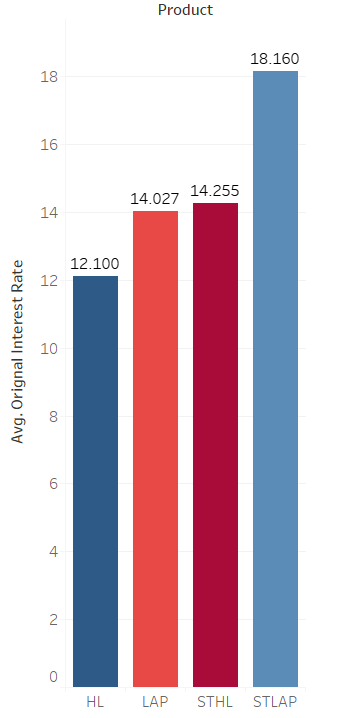 Product
Avg. Orignal Interest Rate
18
16
14
12
10
8
6
4
2
0
12.100
14.027
14.255
18.160
HL
LAP
STHL
STLAP